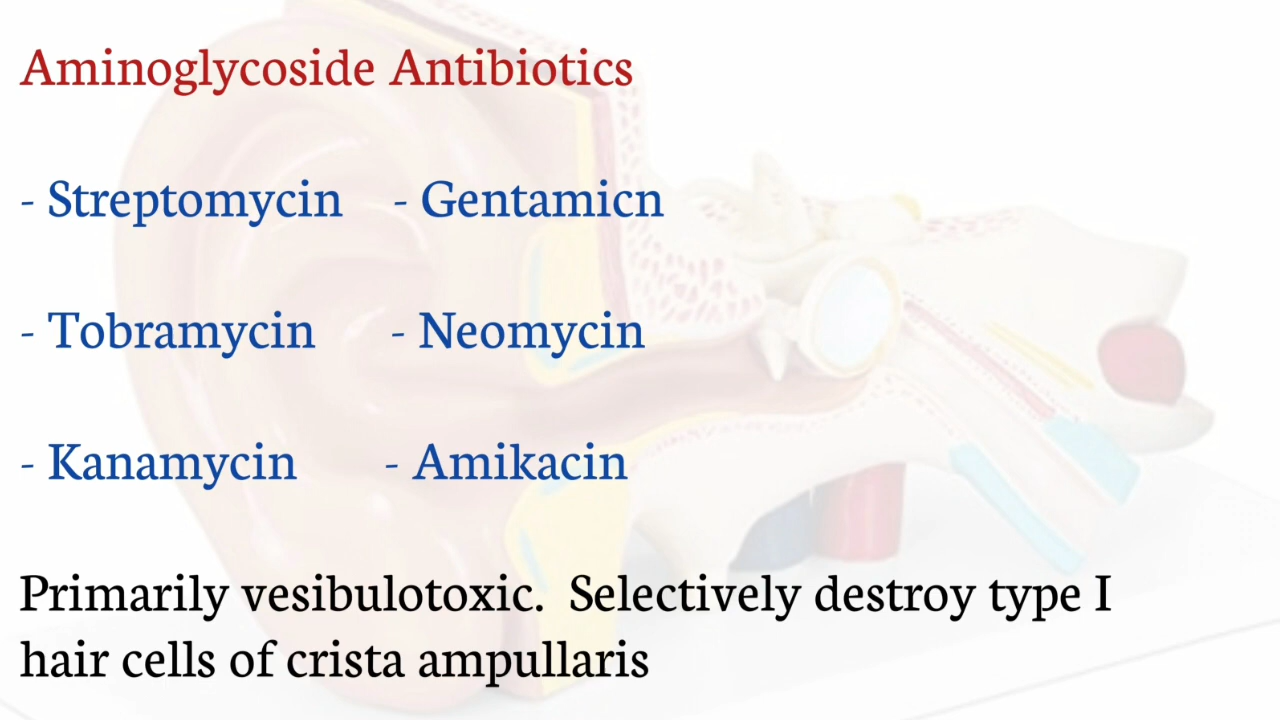 Aminoglycoside Antibiotics
- Streptomycin - Gentamicn
- Tobramycin - Neomycin
- Kanamycin - Amikacin
Primarily vesibulotoxic. Selectively destroy type I
hair cells of crista ampullaris